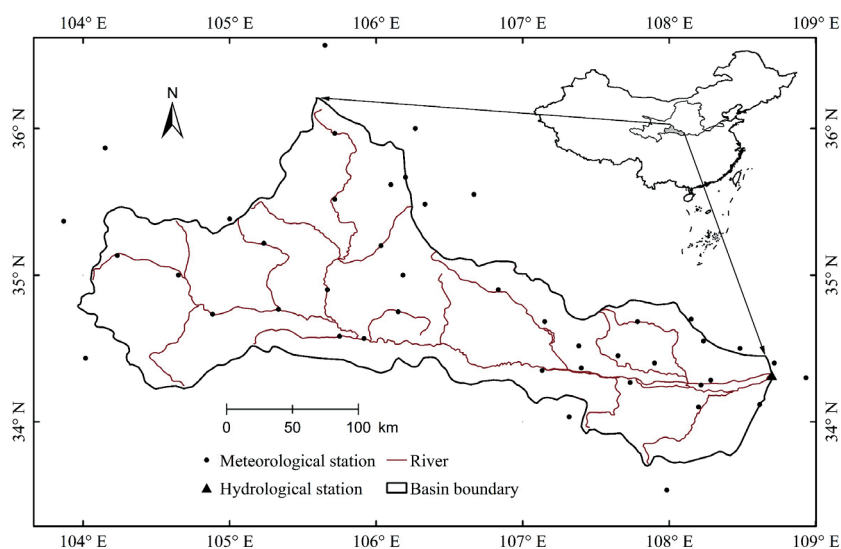 104° E 105° E 106° E 107° E 108° E 109° E
N
36° N
36° N
35° N
35° N
34° N
34° N
0 50 100 km
Meteorological station River
Hydrological station Basin boundary
104° E 105° E 106° E 107° E 108° E 109° E